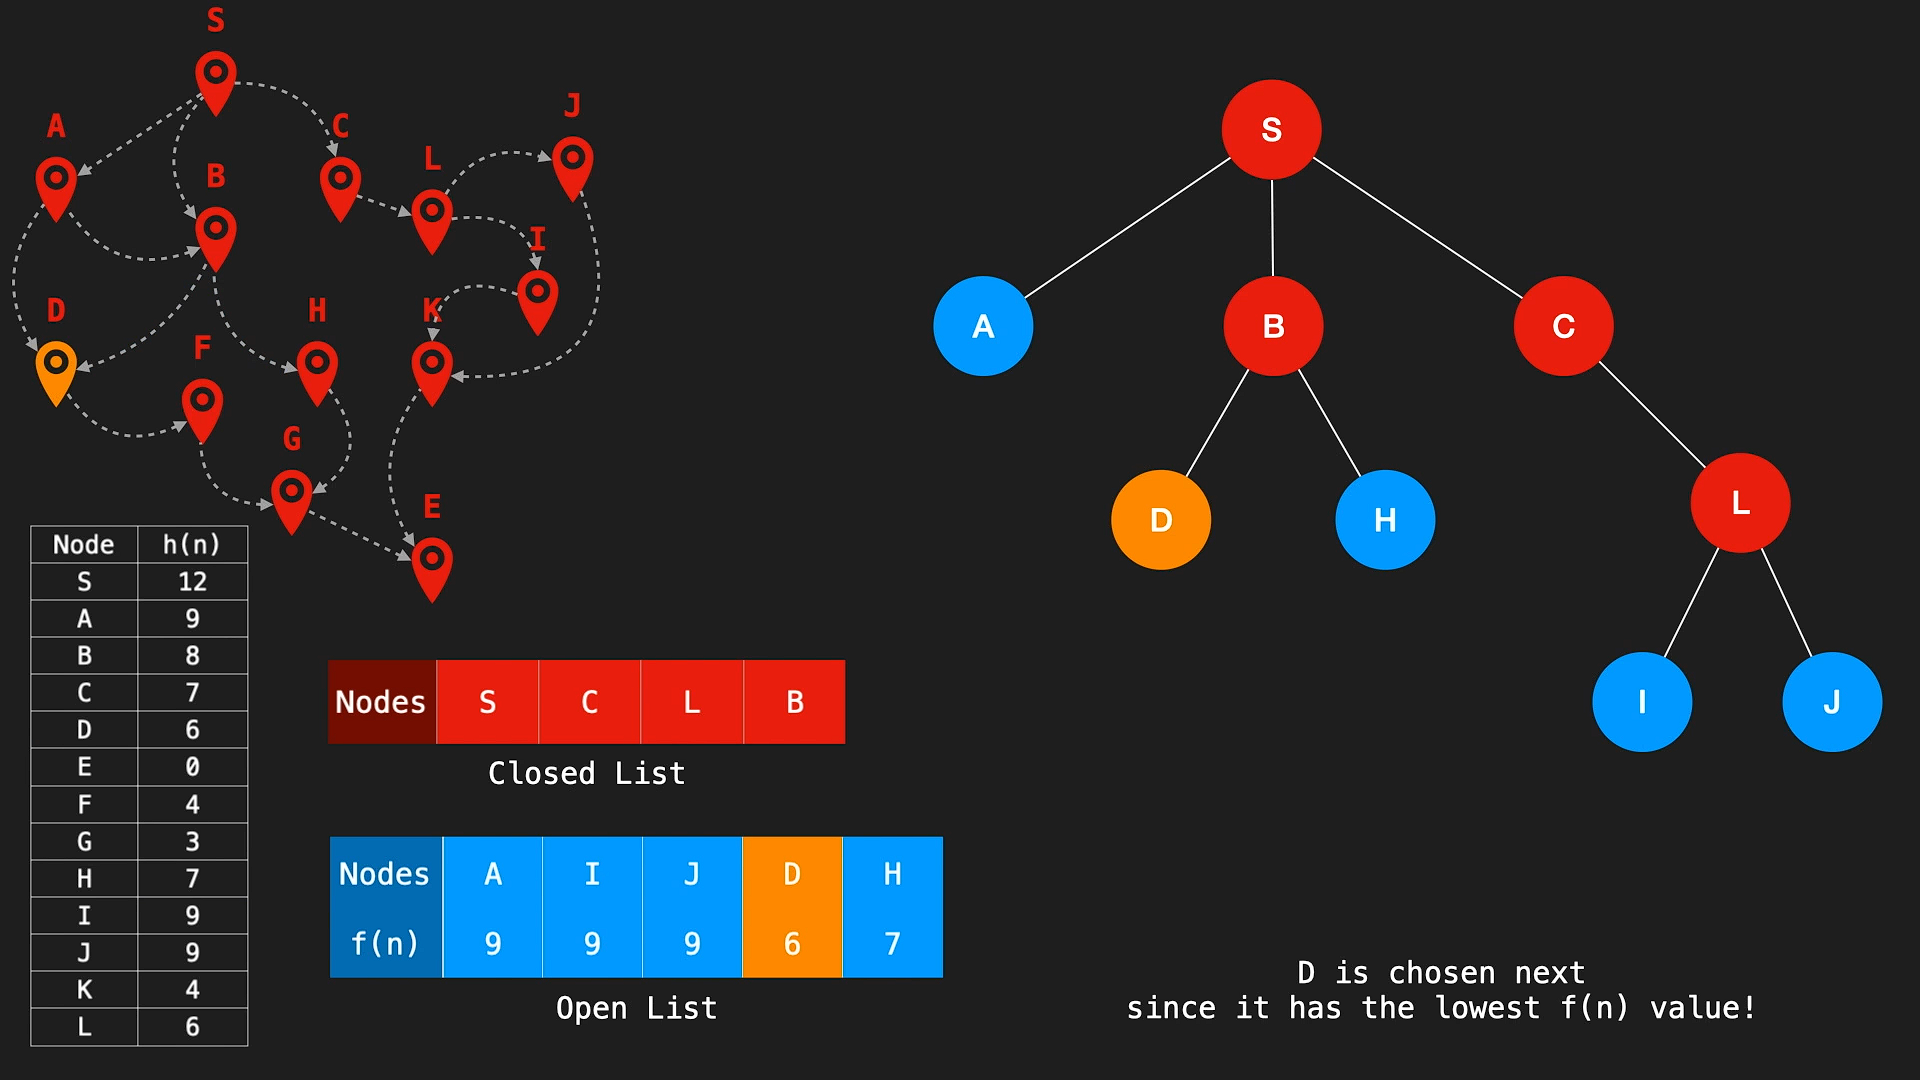 S
A
B
C
L
J
I
D
H
K
F
G
E
Node h(n)
S 12
A 9
B 8
C 7
D 6
E 0
F 4
G 3
H 7
I 9
J 9
K 4
L 6
Nodes S C L B
Closed List
Nodes A I J D H
f(n) 9 9 9 6 7
Open List
S
A B C
D H L
I J
D is chosen next
since it has the lowest f(n) value!